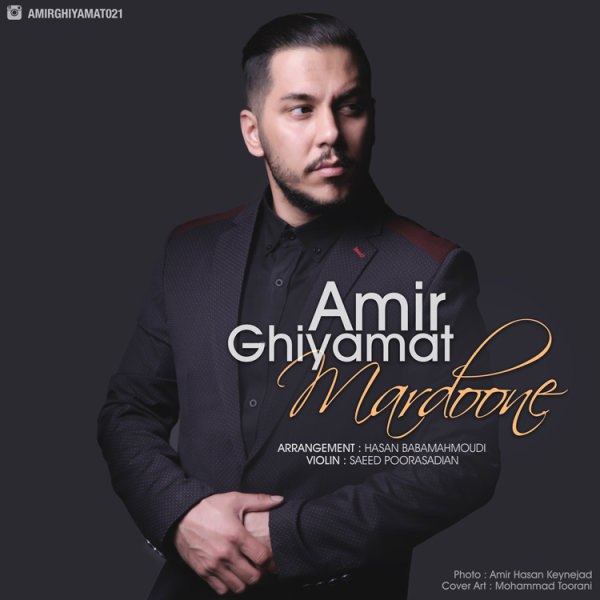 AMIRGHIYAMAT021
Amir
Ghiyamat
Mardoone
ARRANGEMENT : HASAN BABAMAHMOUDI
VIOLIN : SAEED POORASADIAN
Photo : Amir Hasan Keynejad
Cover Art : Mohammad Toorani